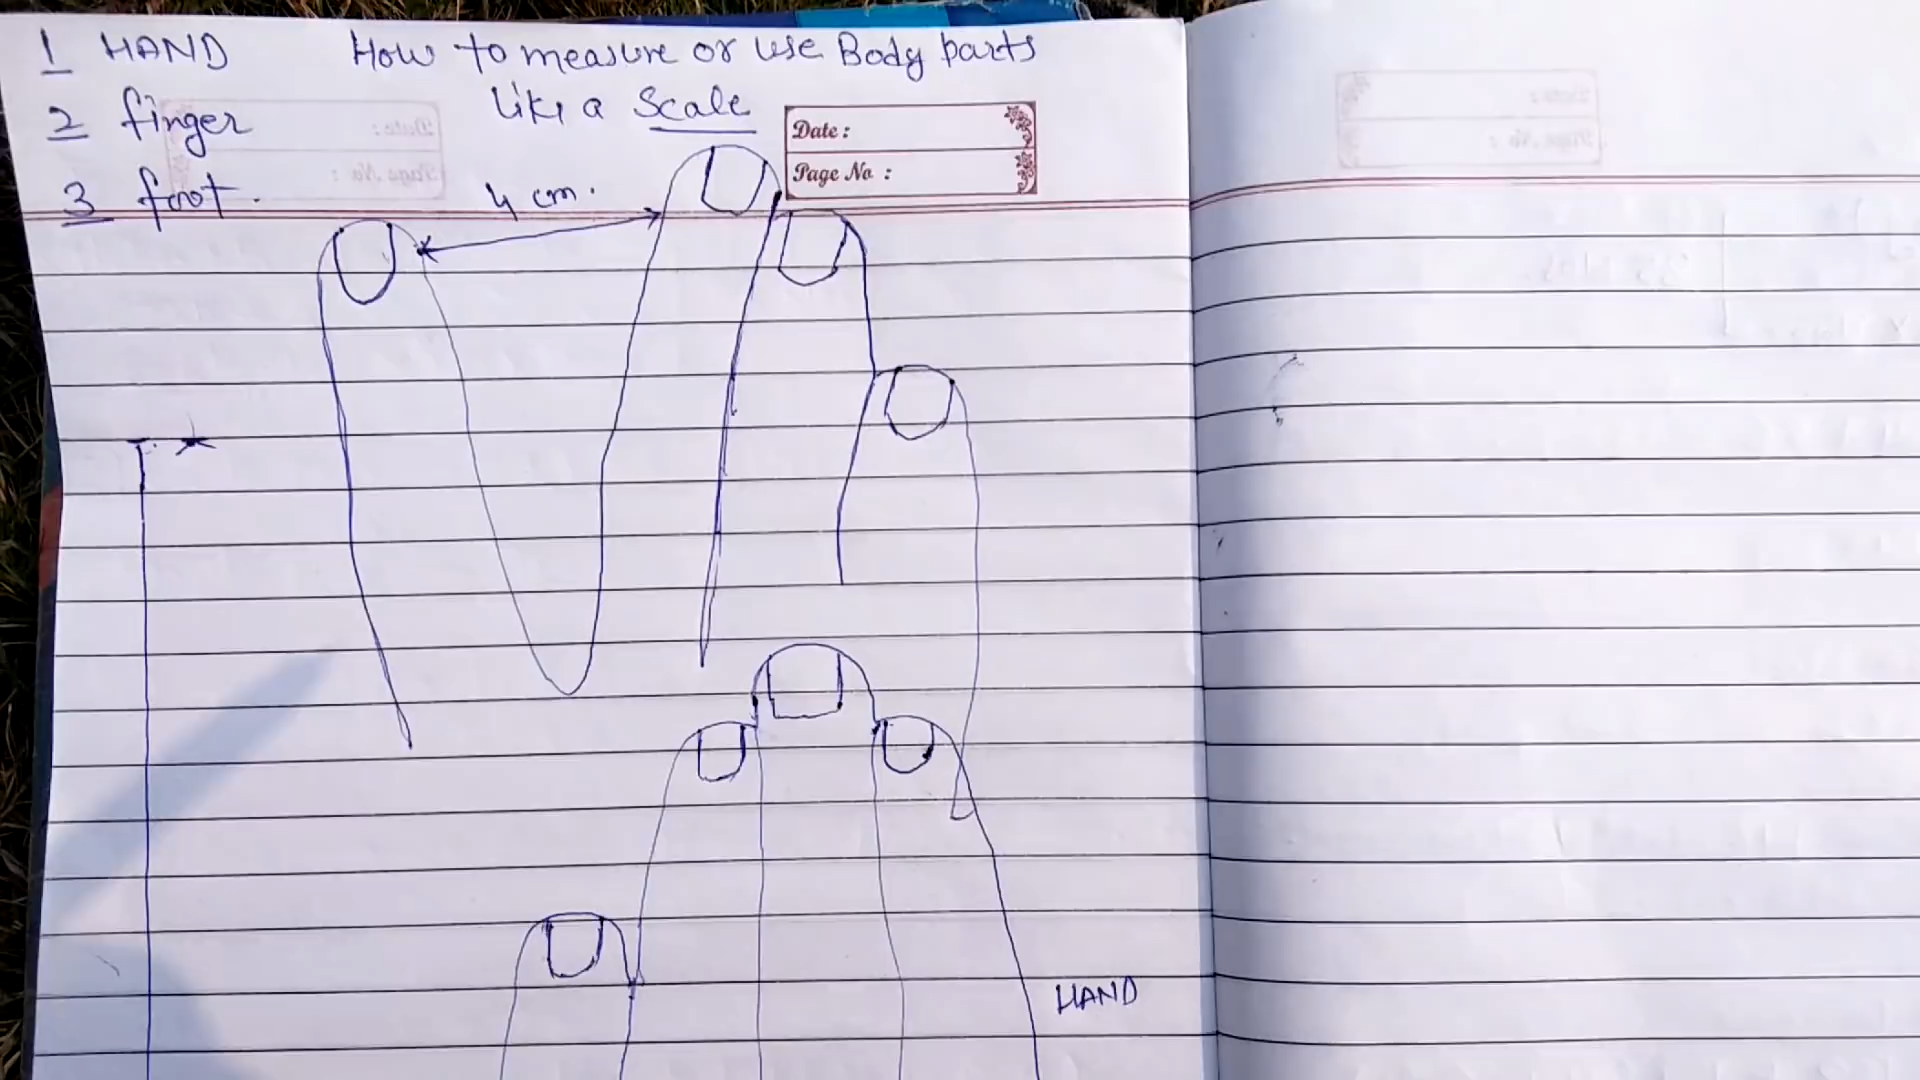 1 HAND
2 finger
3 foot.
How to measure or use Body parts
like a Scale
Date :
Page No :
4 cm.
HAND